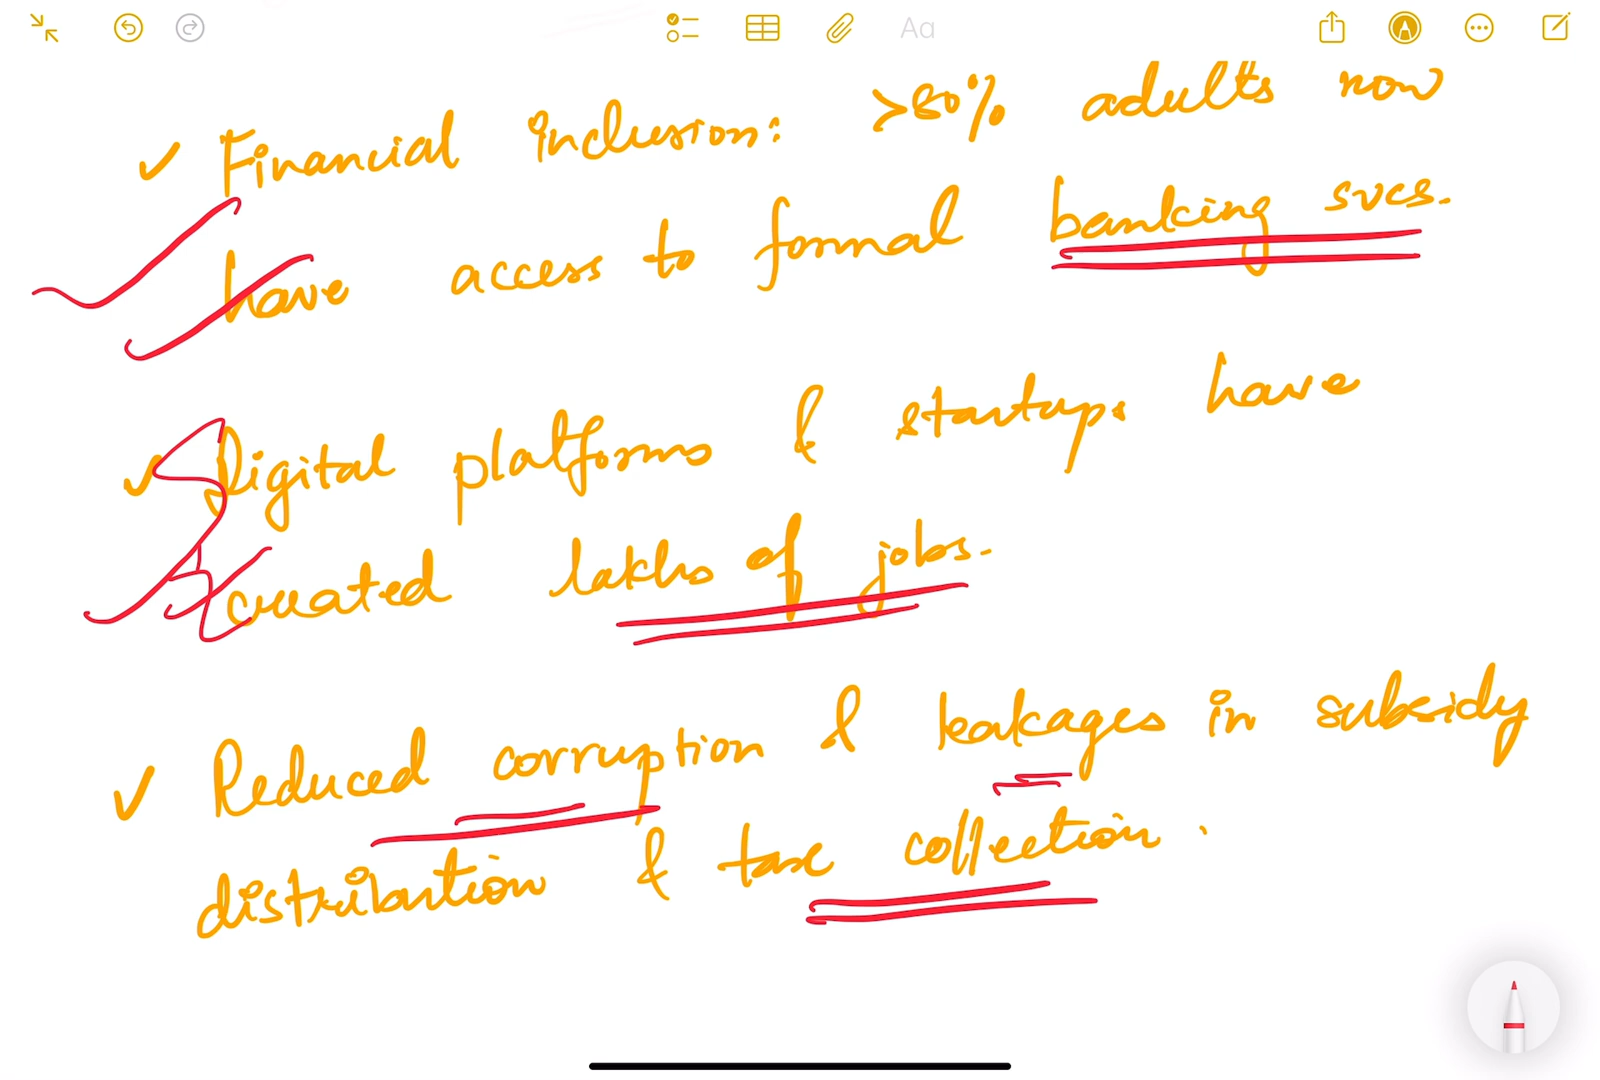 Aa
✓ Financial inclusion: >80% adults now
have access to formal banking svcs.
✓ Digital platforms & startups have
created lakhs of jobs.
✓ Reduced corruption & leakages in subsidy
distribution & tax collection.